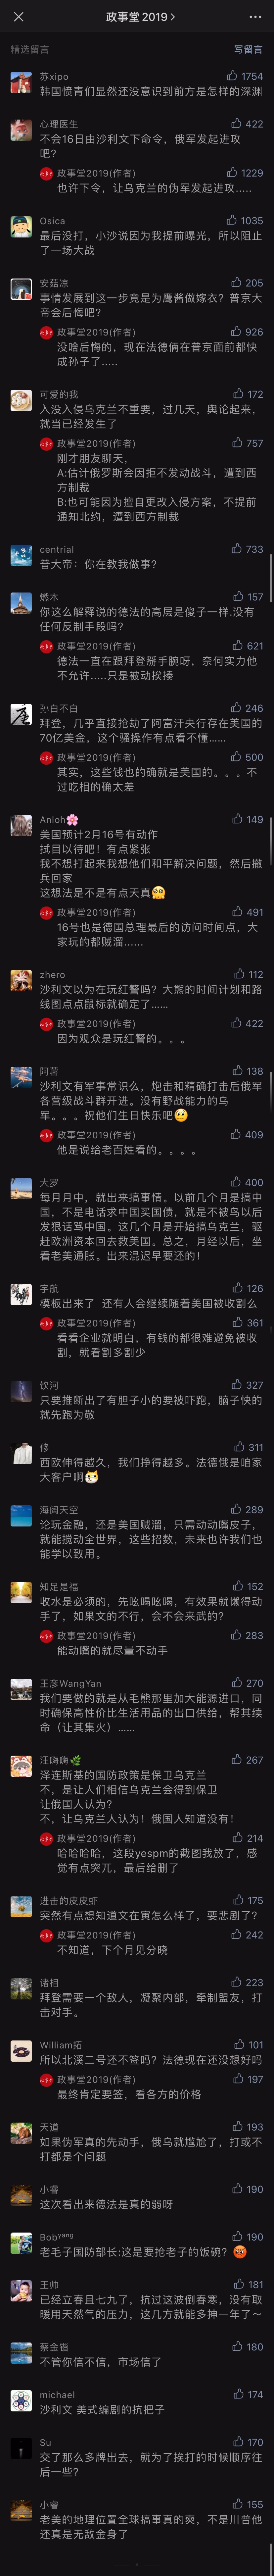 政事堂2019
精选留言
写留言
苏xipo
1754
韩国愤青们显然还没意识到前方是怎样的深渊
心理医生
422
不会16日由沙利文下命令，俄军发起进攻
吧?
政事堂2019(作者)
1229
也许下令，让乌克兰的伪军发起进攻.....
Osica
1035
最后没打，小沙说因为我提前曝光，所以阻止
了一场大战
安菇凉
205
事情发展到这一步竟是为鹰酱做嫁衣？普京大
帝会后悔吧?
政事堂2019(作者)
926
没啥后悔的，现在法德俩在普京面前都快
成孙子了.....
可爱的我
172
入没入侵乌克兰不重要，过几天，舆论起来，
就当已经发生了
政事堂2019(作者)
757
刚才朋友聊天，
A:估计俄罗斯会因拒不发动战斗，遭到西
方制裁
B:也可能因为擅自更改入侵方案，不提前
通知北约，遭到西方制裁
centrial
733
普大帝：你在教我做事?
燃木
157
你这么解释说的德法的高层是傻子一样.没有
任何反制手段吗?
政事堂2019(作者)
621
德法一直在跟拜登掰手腕呀，奈何实力他
不允许.....只是被动挨揍
孙白不白
246
拜登，几乎直接抢劫了阿富汗央行存在美国的
70亿美金，这个骚操作有点看不懂......
政事堂2019(作者)
500
其实，这些钱也的确就是美国的。。。不
过吃相的确太差
Anloh🌸
149
美国预计2月16号有动作
拭目以待吧！有点紧张
我不想打起来我想他们和平解决问题，然后撤
兵回家
这想法是不是有点天真🤗
政事堂2019(作者)
491
16号也是德国总理最后的访问时间点，大
家玩的都贼溜......
zhero
112
沙利文以为在玩红警吗？大熊的时间计划和路
线图点点鼠标就确定了......
政事堂2019(作者)
422
因为观众是玩红警的。。。
阿薯
138
沙利文有军事常识么，炮击和精确打击后俄军
各营级战斗群开进。没有野战能力的乌
军。。。祝他们生日快乐吧🥺
政事堂2019(作者)
409
他是说给老百姓看的。。。。
大罗
400
每月月中，就出来搞事情。以前几个月是搞中
国，不是电话求中国买国债，就是不被鸟以后
发狠话骂中国。这几个月是开始搞乌克兰，驱
赶欧洲资本回去救美国。总之，月经以后，坐
看老美通胀。出来混迟早要还的！
宇航
126
模板出来了  还有人会继续随着美国被收割么
政事堂2019(作者)
361
看看企业就明白，有钱的都很难避免被收
割，就看割多割少
饮河
327
只要推断出了有胆子小的要被吓跑，脑子快的
就先跑为敬
修
311
西欧伸得越久，我们挣得越多。法德俄是咱家
大客户啊
海阔天空
289
论玩金融，还是美国贼溜，只需动动嘴皮子，
就能搅动全世界，这些招数，未来也许我们也
能学以致用。
知足是福
152
收水是必须的，先吆喝吆喝，有效果就懒得动
手了，如果文的不行，会不会来武的?
政事堂2019(作者)
283
能动嘴的就尽量不动手
王彦WangYan
270
我们要做的就是从毛熊那里加大能源进口，同
时确保高性价比生活用品的出口供给，帮其续
命（让其集火）......
汪嗨嗨🌿
267
泽连斯基的国防政策是保卫乌克兰
不，是让人们相信乌克兰会得到保卫
让俄国人认为?
不，让乌克兰人认为！俄国人知道没有！
政事堂2019(作者)
214
哈哈哈哈，这段yespm的截图我放了，感
觉有点突兀，最后给删了
进击的皮皮虾
175
突然有点想知道文在寅怎么样了，要悲剧了?
政事堂2019(作者)
242
不知道，下个月见分晓
诸相
223
拜登需要一个敌人，凝聚内部，牵制盟友，打
击对手。
William拓
101
所以北溪二号还不签吗？法德现在还没想好吗
政事堂2019(作者)
197
最终肯定要签，看各方的价格
天道
193
如果伪军真的先动手，俄乌就尴尬了，打或不
打都是个问题
小睿
190
这次看出来德法是真的弱呀
Bobyang
190
老毛子国防部长:这是要抢老子的饭碗？😡
王帅
181
已经立春且七九了，抗过这波倒春寒，没有取
暖用天然气的压力，这几方就能多抻一年了～
蔡金锱
180
不管你信不信，市场信了
michael
174
沙利文 美式编剧的抗把子
Su
170
交了那么多牌出去，就为了挨打的时候顺序往
后一些?
小睿
155
老美的地理位置全球搞事真的爽，不是川普他
还真是无敌金身了